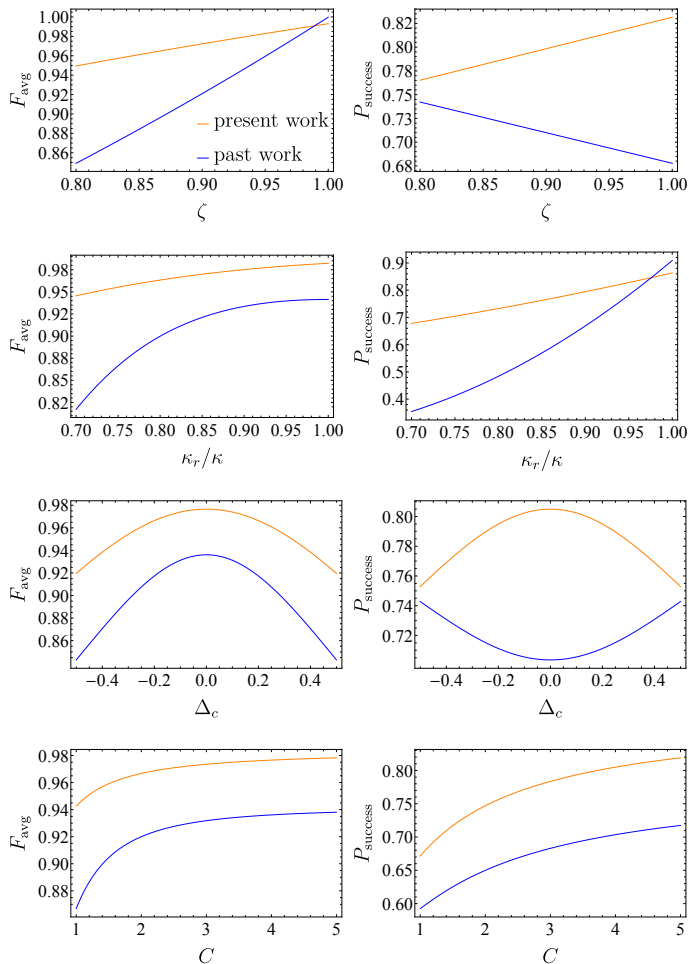 1.00
0.98
0.96
0.94
0.92
0.90
0.88
0.86
F_avg
present work
past work
0.80 0.85 0.90 0.95 1.00
ζ
0.82
0.80
0.78
0.75
0.73
0.70
0.68
P_success
0.80 0.85 0.90 0.95 1.00
ζ
0.98
0.95
0.92
0.90
0.88
0.85
0.82
F_avg
0.70 0.75 0.80 0.85 0.90 0.95 1.00
κ_r/κ
0.9
0.8
0.7
0.6
0.5
0.4
P_success
0.70 0.75 0.80 0.85 0.90 0.95 1.00
κ_r/κ
0.98
0.96
0.94
0.92
0.90
0.88
0.86
F_avg
−0.4 −0.2 0.0 0.2 0.4
Δ_c
0.80
0.78
0.76
0.74
0.72
P_success
−0.4 −0.2 0.0 0.2 0.4
Δ_c
0.98
0.96
0.94
0.92
0.90
0.88
F_avg
1 2 3 4 5
C
0.80
0.75
0.70
0.65
0.60
P_success
1 2 3 4 5
C